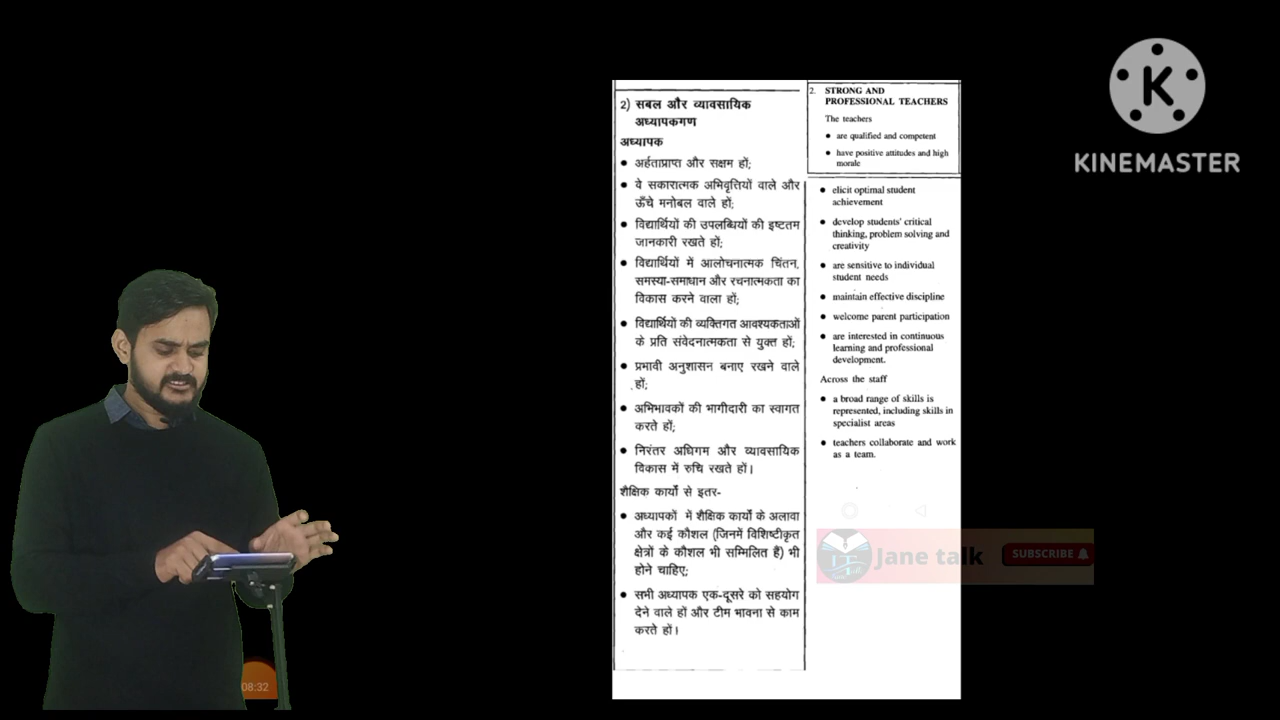 2) सबल और व्यावसायिक
अध्यापकगण
अध्यापक
● अर्हताप्राप्त और सक्षम हों;
● वे सकारात्मक अभिवृत्तियों वाले और
ऊँचे मनोबल वाले हों;
● विद्यार्थियों की उपलब्धियों की इष्टतम
जानकारी रखते हों;
● विद्यार्थियों में आलोचनात्मक चिंतन,
समस्या-समाधान और रचनात्मकता का
विकास करने वाला हों;
● विद्यार्थियों की व्यक्तिगत आवश्यकताओं
के प्रति संवेदनात्मकता से युक्त हों;
● प्रभावी अनुशासन बनाए रखने वाले
हों;
● अभिभावकों की भागीदारी का स्वागत
करते हों;
● निरंतर अधिगम और व्यावसायिक
विकास में रुचि रखते हों।
शैक्षिक कार्यों से इतर-
● अध्यापकों में शैक्षिक कार्यों के अलावा
और कई कौशल (जिनमें विशिष्टीकृत
क्षेत्रों के कौशल भी सम्मिलित हैं) भी
होने चाहिए;
● सभी अध्यापक एक-दूसरे को सहयोग
देने वाले हों और टीम भावना से काम
करते हों।
2. STRONG AND
PROFESSIONAL TEACHERS
The teachers
● are qualified and competent
● have positive attitudes and high
morale
● elicit optimal student
achievement
● develop students' critical
thinking, problem solving and
creativity
● are sensitive to individual
student needs
● maintain effective discipline
● welcome parent participation
● are interested in continuous
learning and professional
development.
Across the staff
● a broad range of skills is
represented, including skills in
specialist areas
● teachers collaborate and work
as a team.
K
KINEMASTER
Jane talk
SUBSCRIBE
08:32